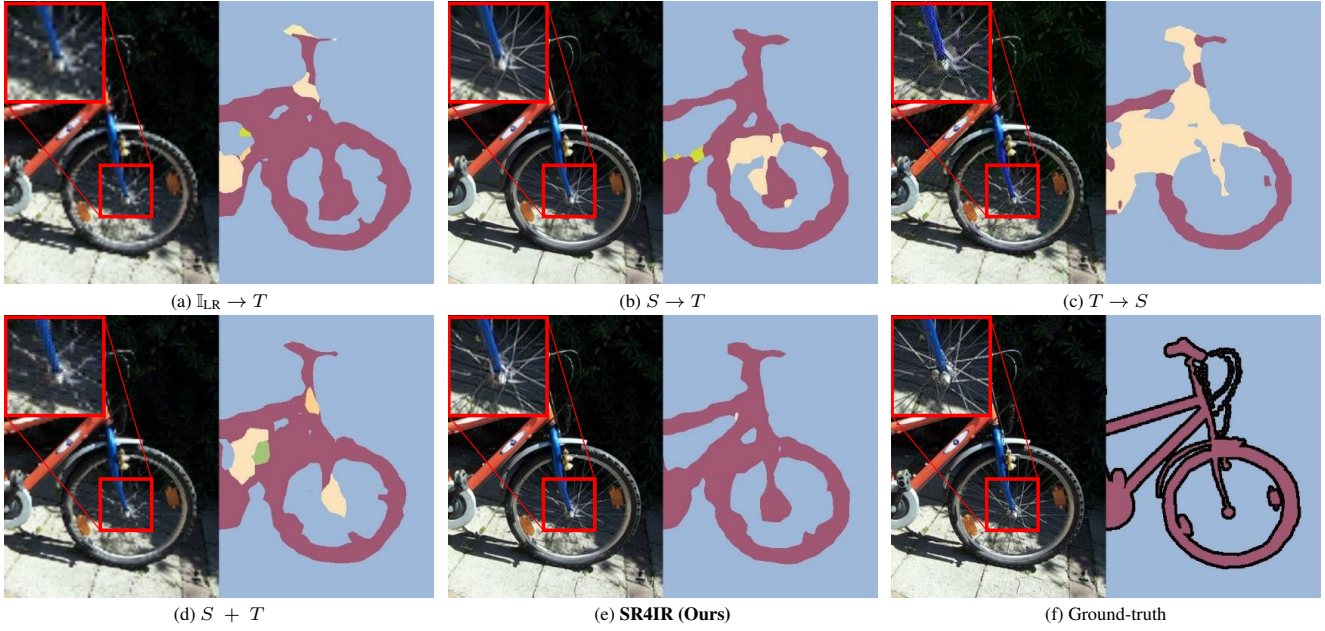 (a) 𝕀LR → T
(b) S → T
(c) T → S
(d) S + T
(e) SR4IR (Ours)
(f) Ground-truth